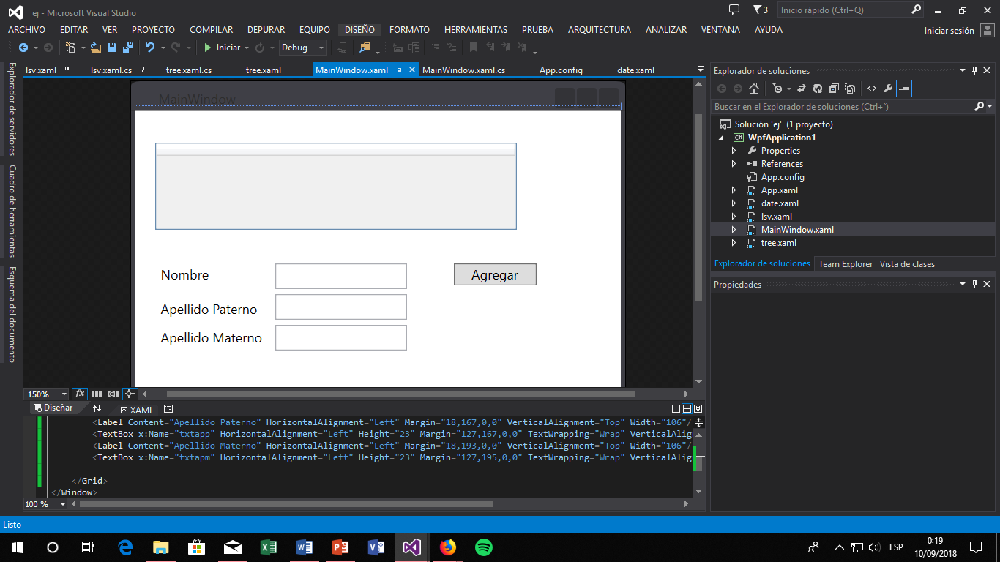 ej - Microsoft Visual Studio
3
Inicio rápido (Ctrl+Q)
ARCHIVO EDITAR VER PROYECTO COMPILAR DEPURAR EQUIPO DISEÑO FORMATO HERRAMIENTAS PRUEBA ARQUITECTURA ANALIZAR VENTANA AYUDA
Iniciar sesión
Iniciar Debug
lsv.xaml lsv.xaml.cs tree.xaml.cs tree.xaml MainWindow.xaml MainWindow.xaml.cs App.config date.xaml
Explorador de servidores
Cuadro de herramientas
Esquema del documento
MainWindow
Nombre
Agregar
Apellido Paterno
Apellido Materno
150%
fx
Diseñar
XAML
<Label Content="Apellido Paterno" HorizontalAlignment="Left" Margin="18,167,0,0" VerticalAlignment="Top" Width="106"/
<TextBox x:Name="txtapp" HorizontalAlignment="Left" Height="23" Margin="127,167,0,0" TextWrapping="Wrap" VerticalAlig
<Label Content="Apellido Materno" HorizontalAlignment="Left" Margin="18,193,0,0" VerticalAlignment="Top" Width="106"/
<TextBox x:Name="txtapm" HorizontalAlignment="Left" Height="23" Margin="127,195,0,0" TextWrapping="Wrap" VerticalAlig
</Grid>
</Window>
100 %
Explorador de soluciones
Buscar en el Explorador de soluciones (Ctrl+`)
Solución 'ej' (1 proyecto)
C# WpfApplication1
Properties
References
App.config
App.xaml
date.xaml
lsv.xaml
MainWindow.xaml
tree.xaml
Explorador de soluciones Team Explorer Vista de clases
Propiedades
Listo
ESP
0:19
10/09/2018